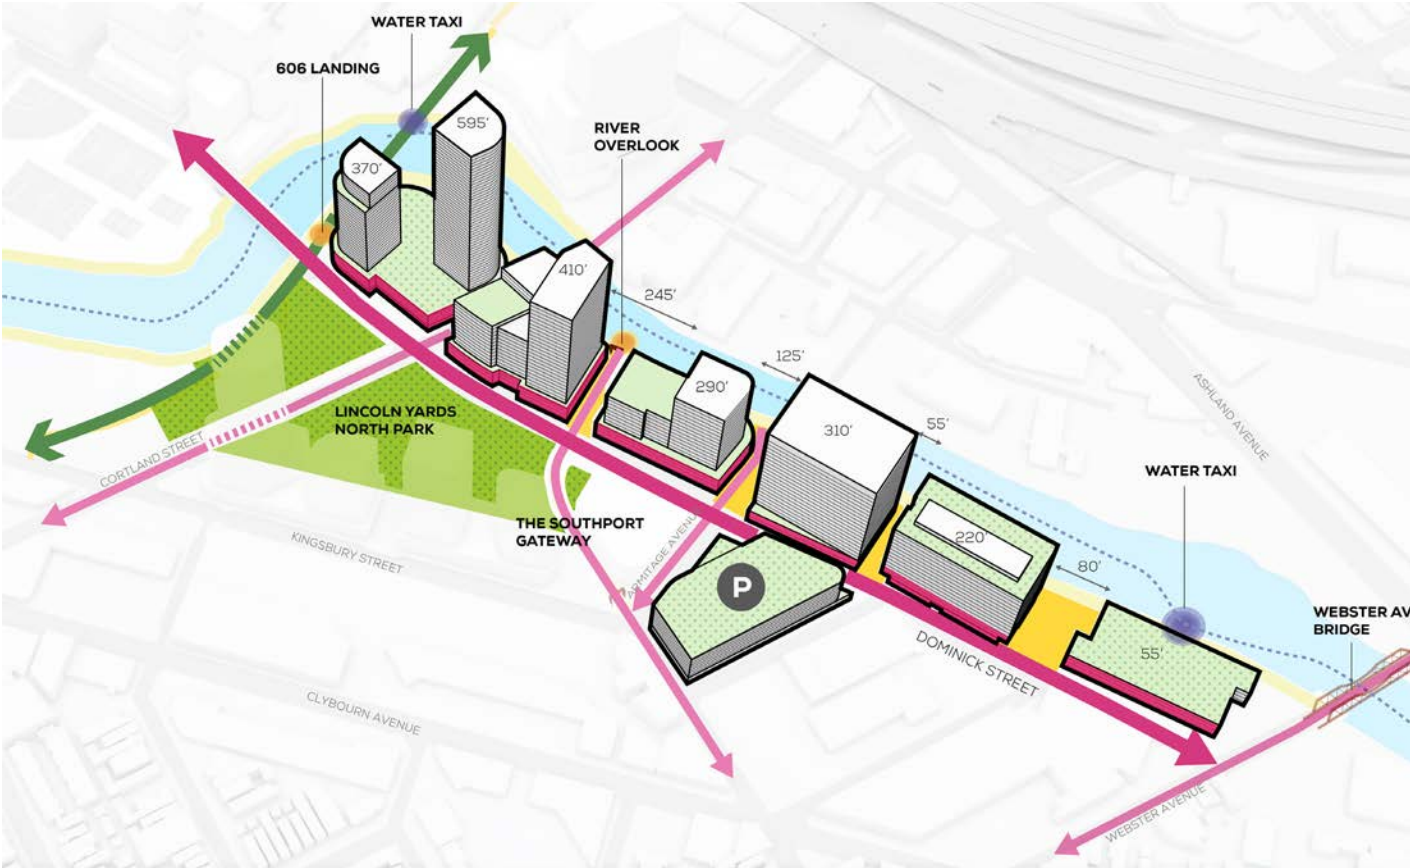 WATER TAXI
606 LANDING
595'
370'
RIVER
OVERLOOK
410'
245'
125'
290'
310'
55'
ASHLAND AVENUE
LINCOLN YARDS
NORTH PARK
CORTLAND STREET
WATER TAXI
THE SOUTHPORT
GATEWAY
KINGSBURY STREET
ARMITAGE AVENUE
220'
80'
P
WEBSTER AV
BRIDGE
55'
DOMINICK STREET
CLYBOURN AVENUE
WEBSTER AVENUE